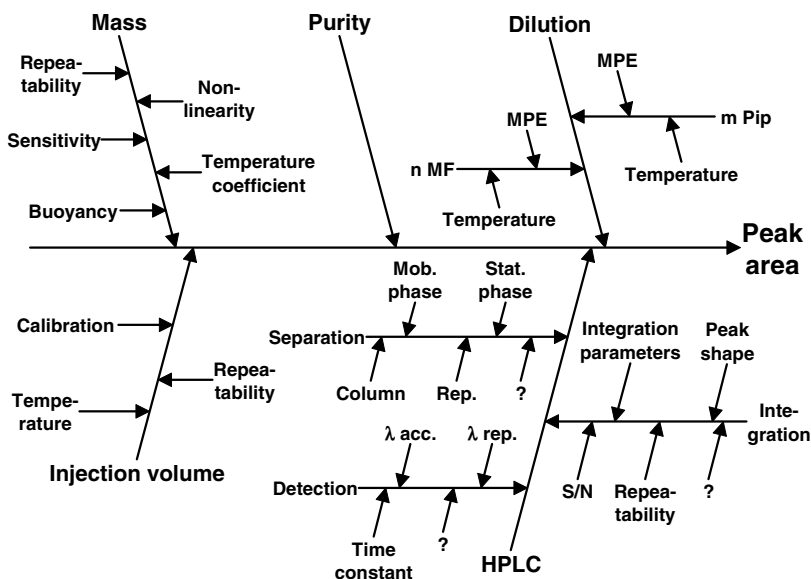 Mass
Purity
Dilution
Repea-
tability
Non-
linearity
MPE
m Pip
Sensitivity
MPE
Temperature
coefficient
n MF
Temperature
Buoyancy
Temperature
Peak
area
Mob.
phase
Stat.
phase
Calibration
Separation
Integration
parameters
Peak
shape
Repea-
tability
Column
Rep.
?
Tempe-
rature
Inte-
gration
λ acc.
λ rep.
Injection volume
S/N
Repea-
tability
?
Detection
Time
constant
?
HPLC